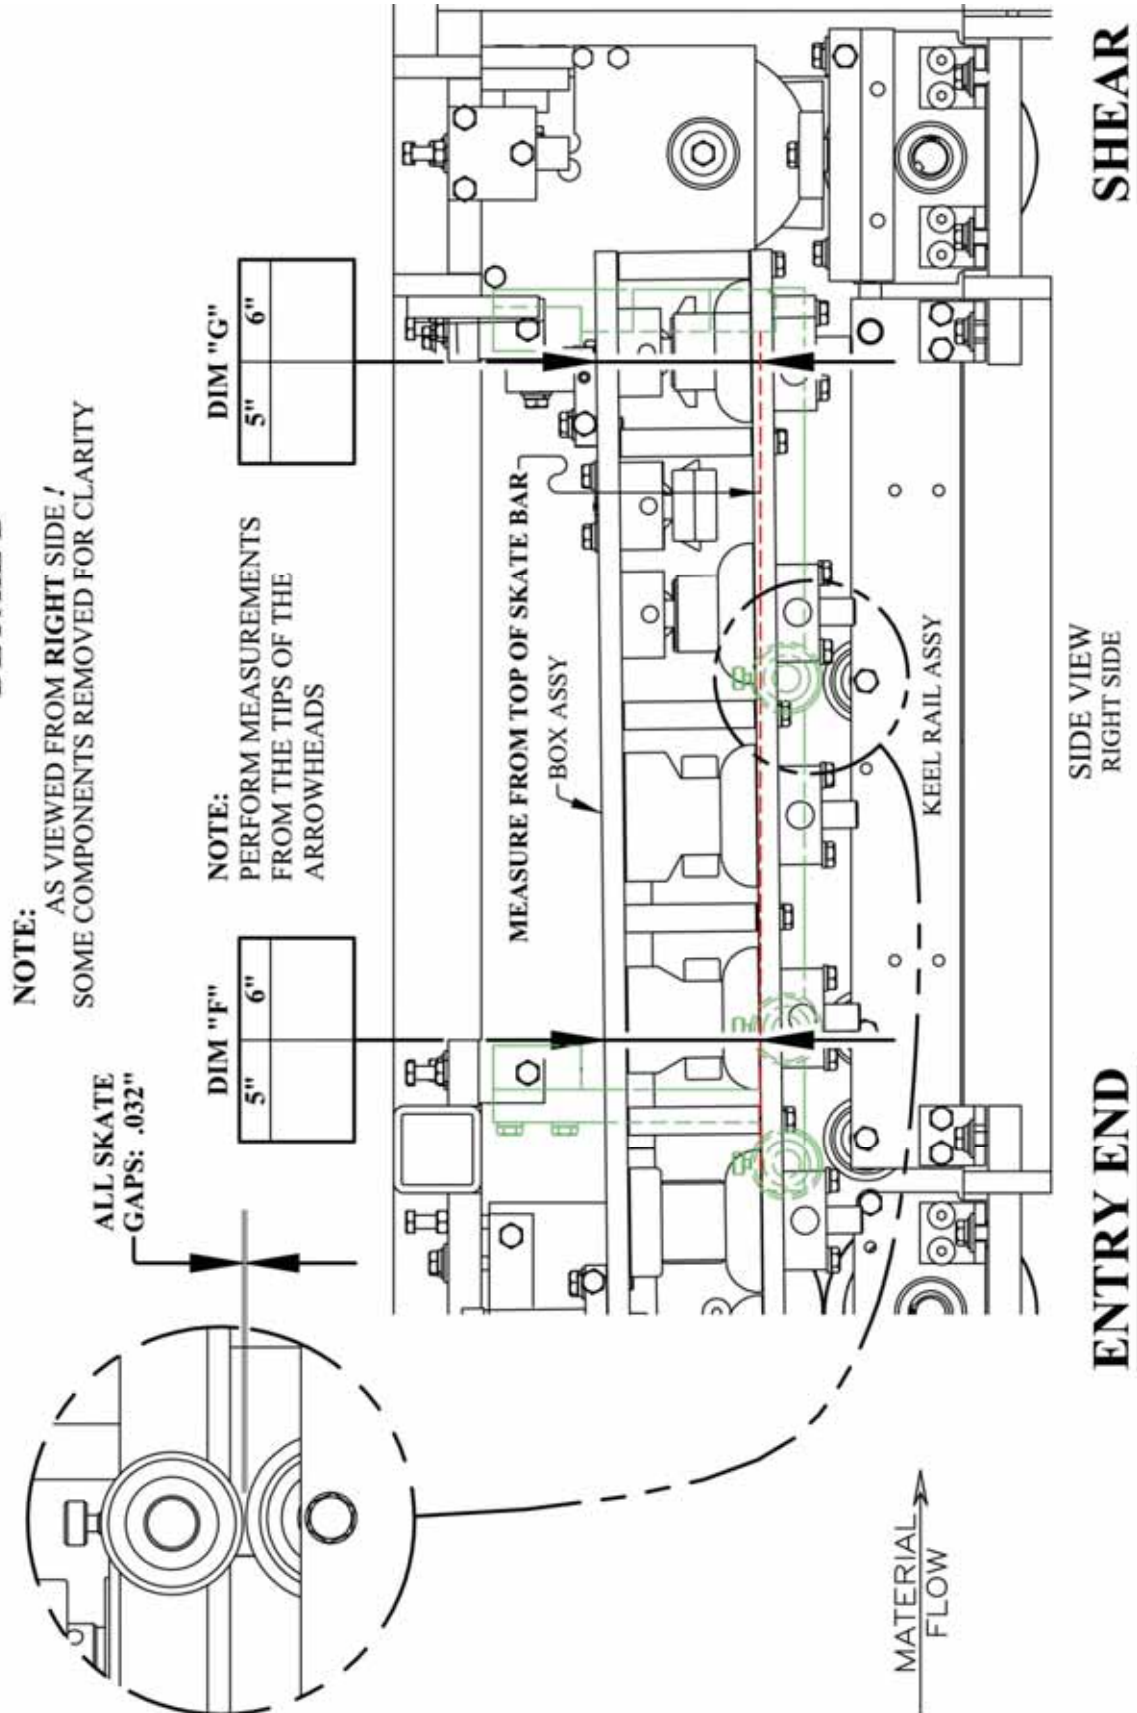 NOTE:
AS VIEWED FROM RIGHT SIDE !
SOME COMPONENTS REMOVED FOR CLARITY
ALL SKATE
GAPS: .032"
DIM "F"
5" 6"
NOTE:
PERFORM MEASUREMENTS
FROM THE TIPS OF THE
ARROWHEADS
DIM "G"
5" 6"
MEASURE FROM TOP OF SKATE BAR
BOX ASSY
KEEL RAIL ASSY
MATERIAL
FLOW
SIDE VIEW
RIGHT SIDE
ENTRY END
SHEAR